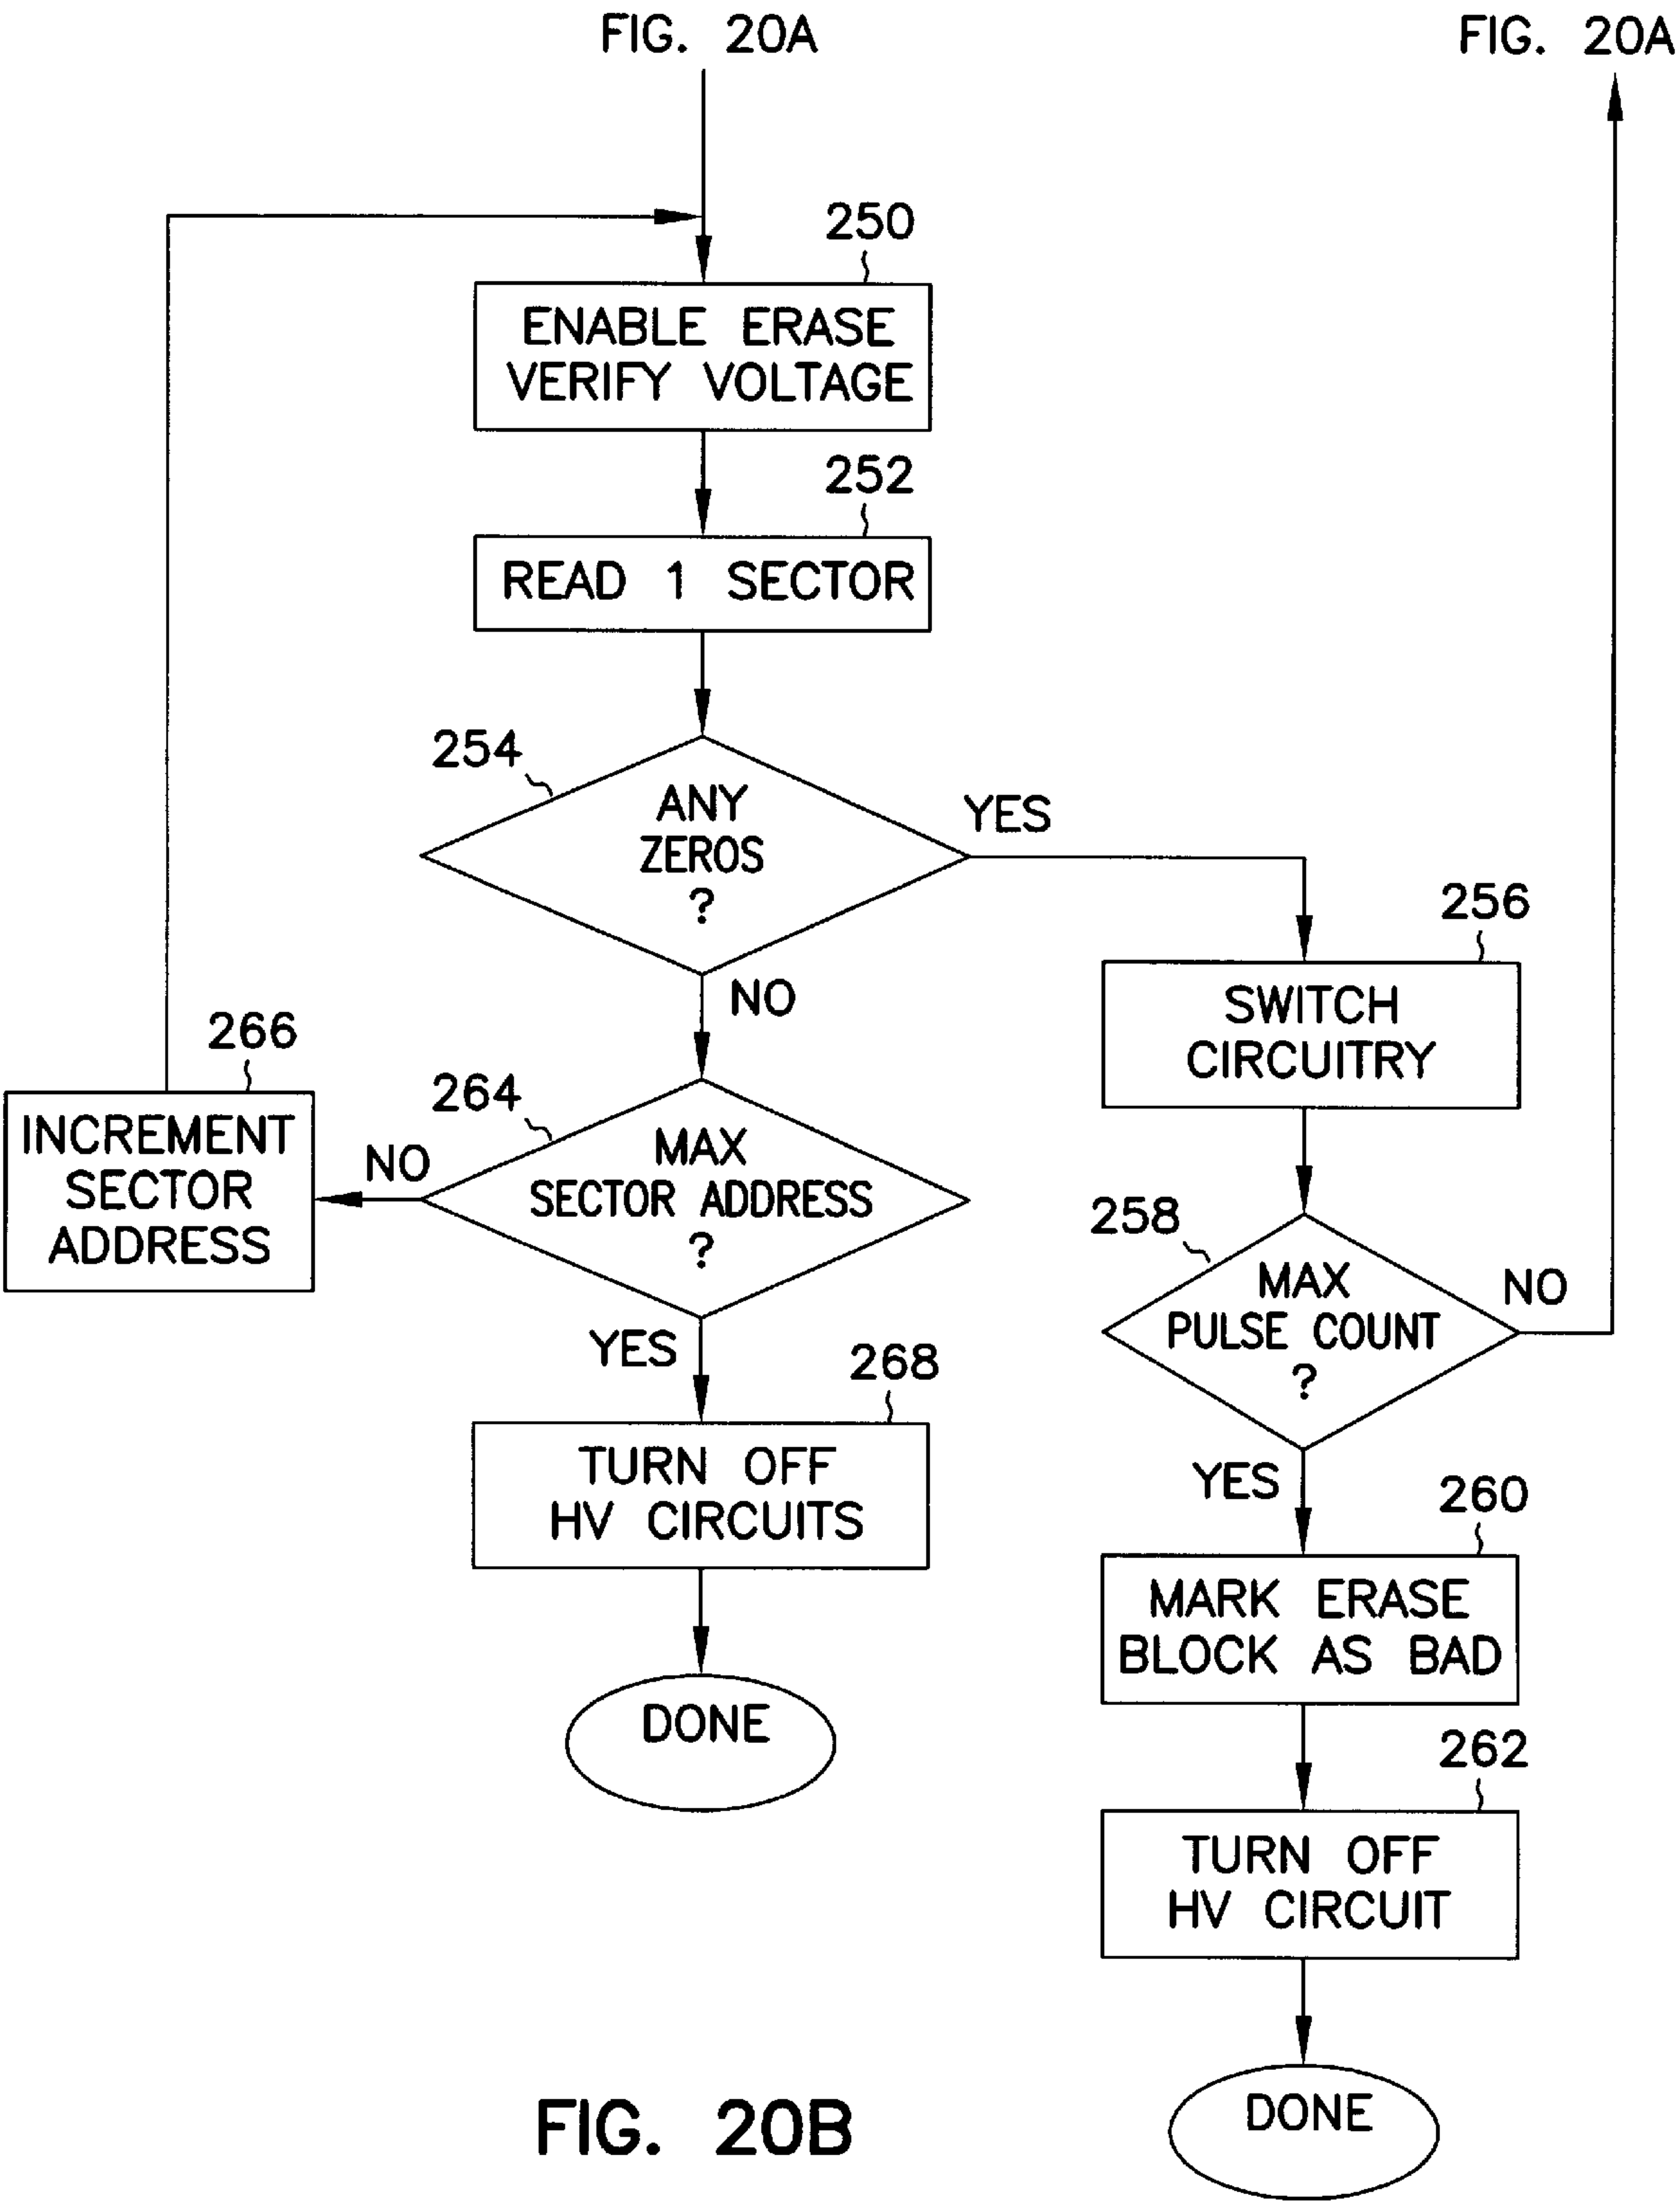 FIG. 20A
FIG. 20A
250
ENABLE ERASE
VERIFY VOLTAGE
252
READ 1 SECTOR
254
ANY
ZEROS
?
YES
NO
256
SWITCH
CIRCUITRY
266
INCREMENT
SECTOR
ADDRESS
NO
264
MAX
SECTOR ADDRESS
?
YES
258
MAX
PULSE COUNT
?
NO
YES
268
TURN OFF
HV CIRCUITS
DONE
260
MARK ERASE
BLOCK AS BAD
262
TURN OFF
HV CIRCUIT
DONE
FIG. 20B